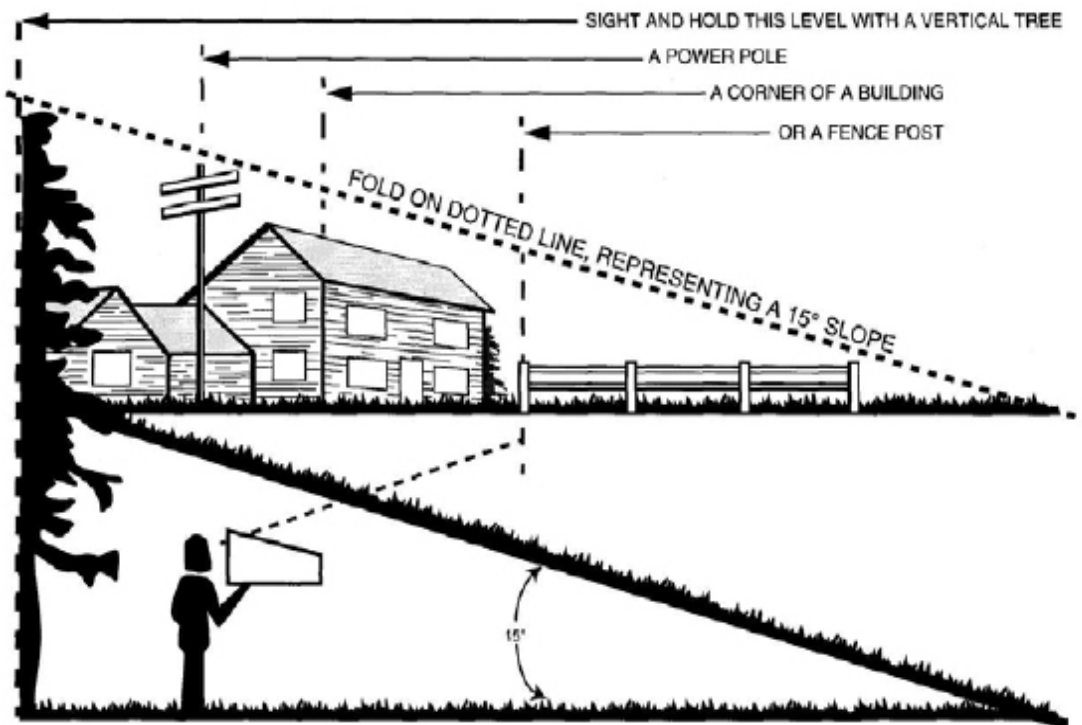 SIGHT AND HOLD THIS LEVEL WITH A VERTICAL TREE
A POWER POLE
A CORNER OF A BUILDING
OR A FENCE POST
FOLD ON DOTTED LINE, REPRESENTING A 15° SLOPE
15°